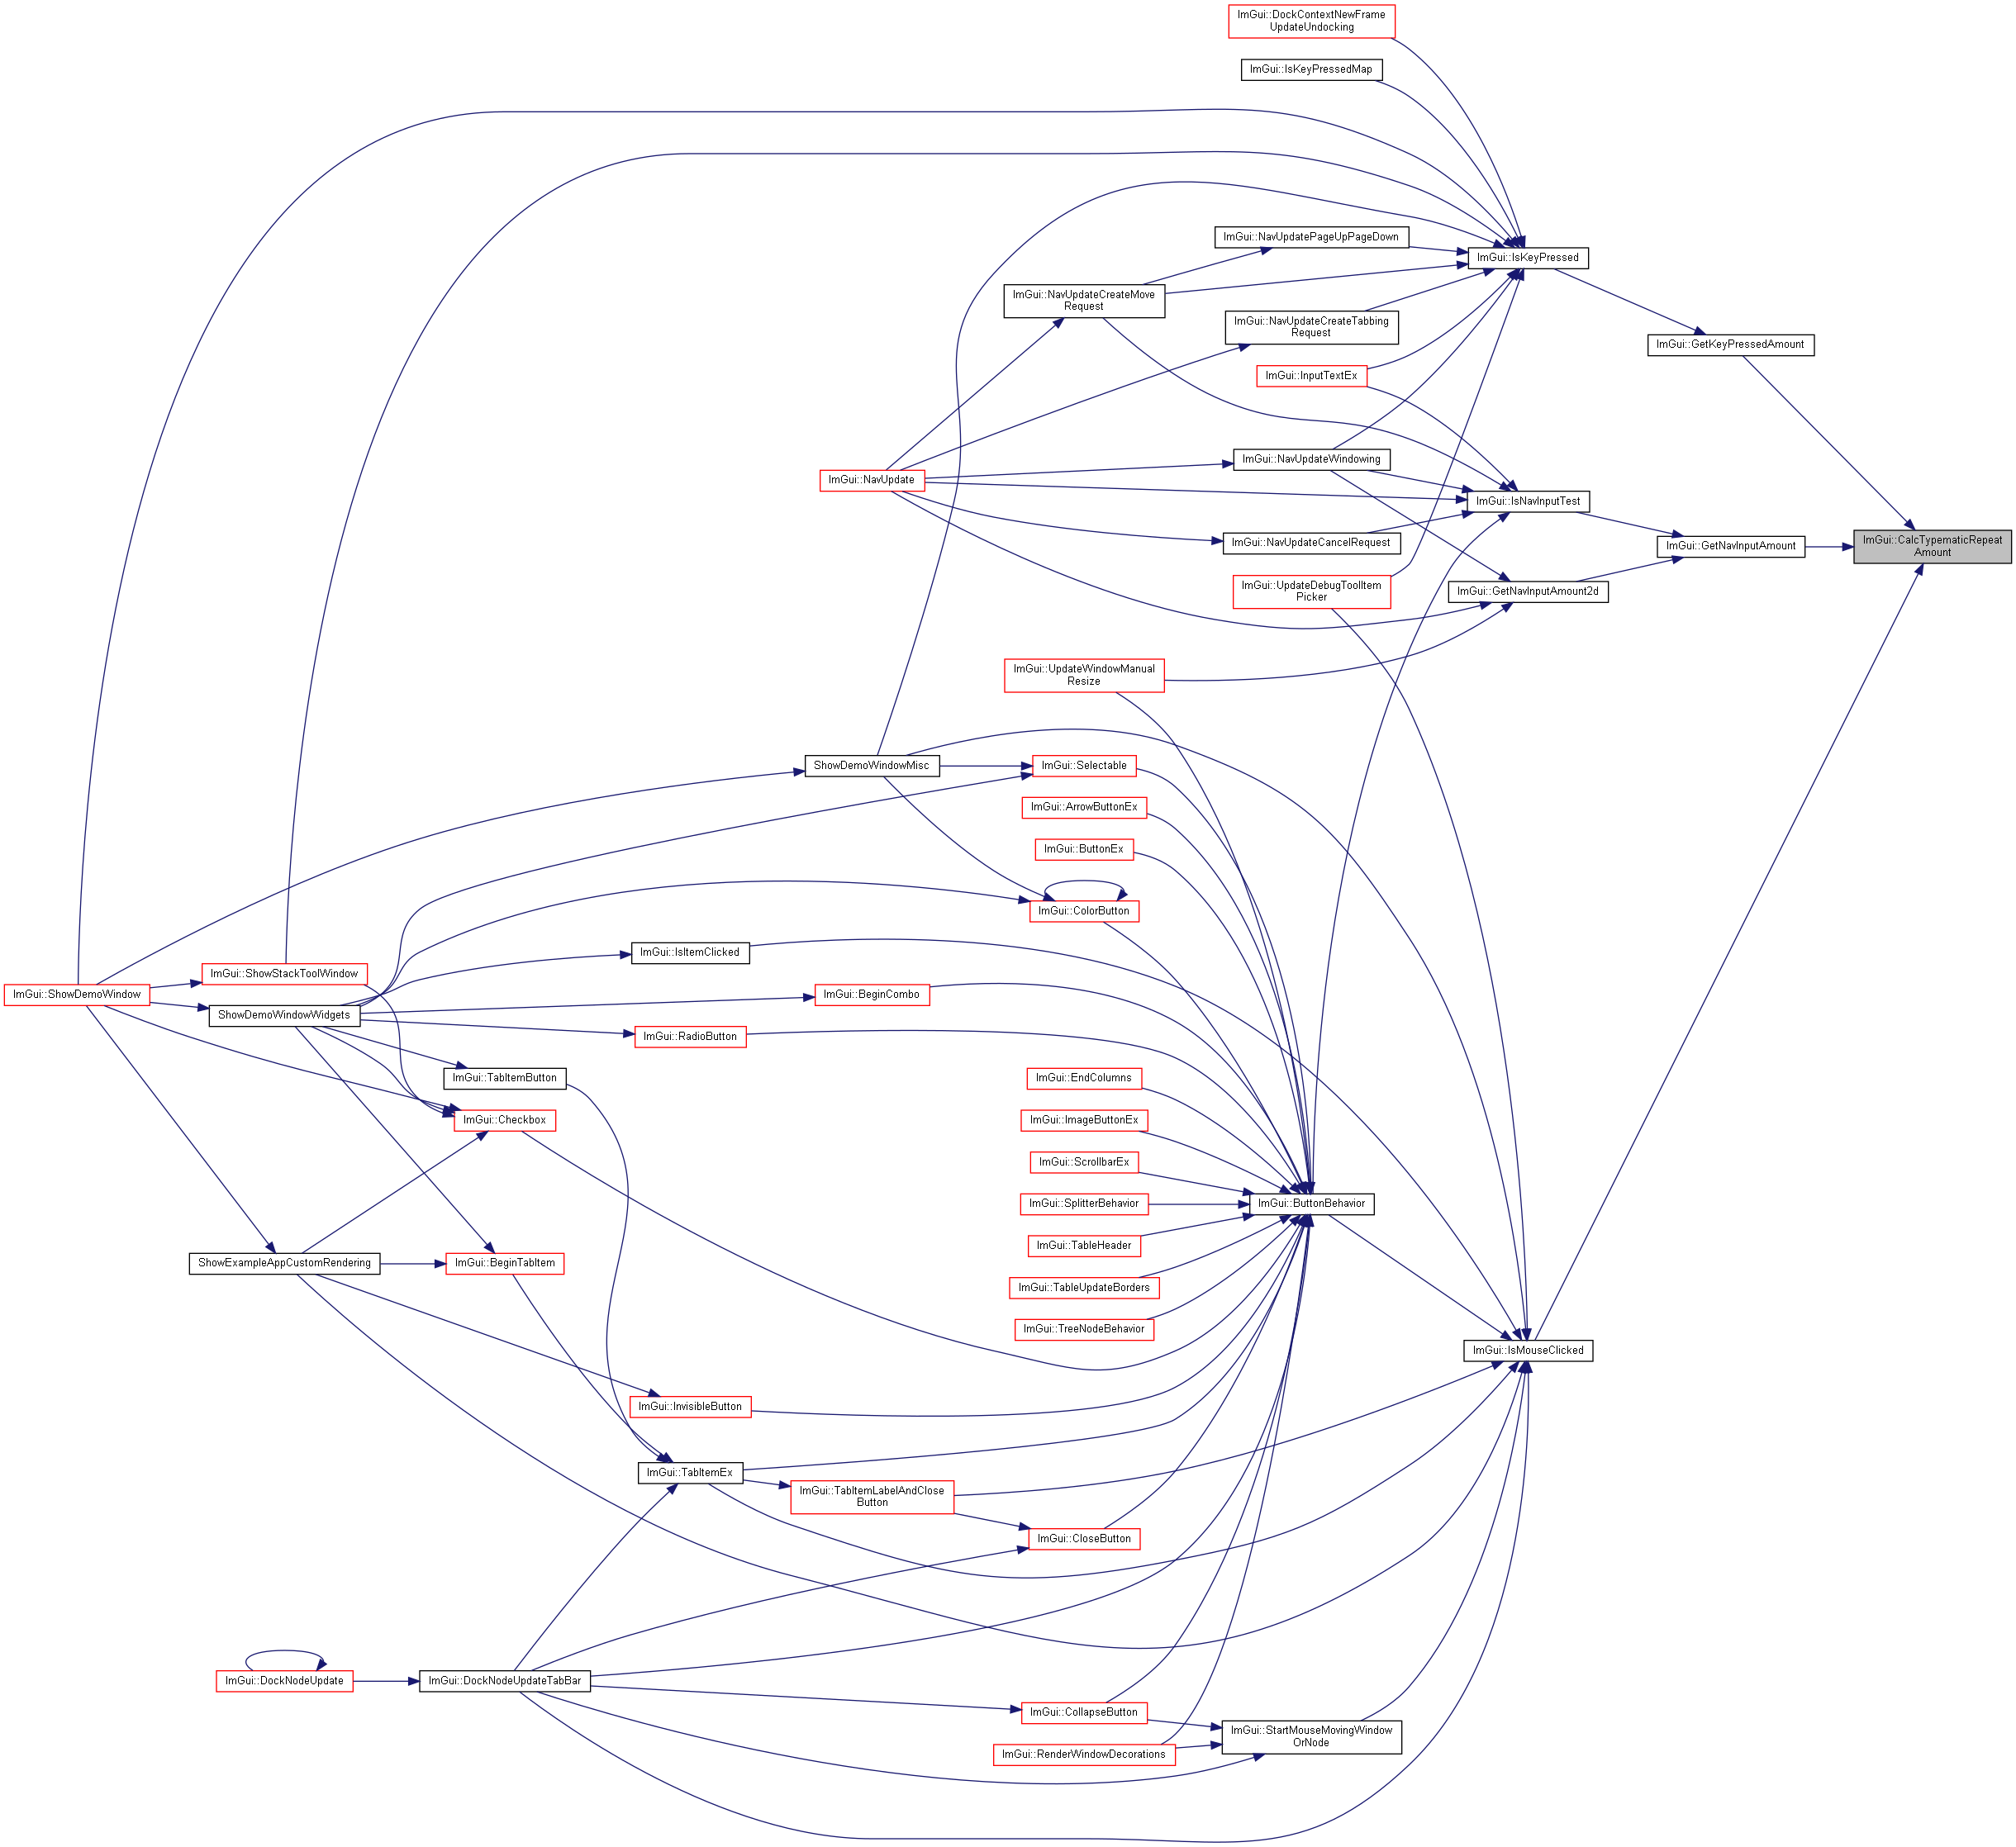 ImGui::DockContextNewFrame
UpdateUndocking
ImGui::IsKeyPressedMap
ImGui::NavUpdatePageUpPageDown
ImGui::IsKeyPressed
ImGui::NavUpdateCreateMove
Request
ImGui::NavUpdateCreateTabbing
Request
ImGui::GetKeyPressedAmount
ImGui::InputTextEx
ImGui::NavUpdateWindowing
ImGui::NavUpdate
ImGui::IsNavInputTest
ImGui::NavUpdateCancelRequest
ImGui::GetNavInputAmount
ImGui::CalcTypematicRepeat
Amount
ImGui::UpdateDebugToolItem
Picker
ImGui::GetNavInputAmount2d
ImGui::UpdateWindowManual
Resize
ShowDemoWindowMisc
ImGui::Selectable
ImGui::ArrowButtonEx
ImGui::ButtonEx
ImGui::ColorButton
ImGui::IsItemClicked
ImGui::ShowStackToolWindow
ImGui::ShowDemoWindow
ImGui::BeginCombo
ShowDemoWindowWidgets
ImGui::RadioButton
ImGui::TabItemButton
ImGui::EndColumns
ImGui::Checkbox
ImGui::ImageButtonEx
ImGui::ScrollbarEx
ImGui::SplitterBehavior
ImGui::ButtonBehavior
ImGui::TableHeader
ShowExampleAppCustomRendering
ImGui::BeginTabItem
ImGui::TableUpdateBorders
ImGui::TreeNodeBehavior
ImGui::IsMouseClicked
ImGui::InvisibleButton
ImGui::TabItemEx
ImGui::TabItemLabelAndClose
Button
ImGui::CloseButton
ImGui::DockNodeUpdate
ImGui::DockNodeUpdateTabBar
ImGui::CollapseButton
ImGui::StartMouseMovingWindow
OrNode
ImGui::RenderWindowDecorations